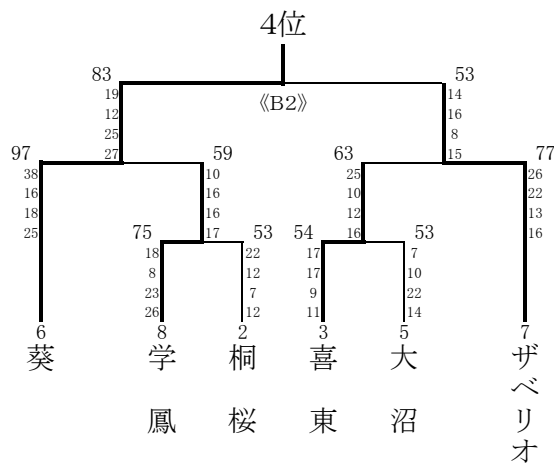 4位
83 53
《B2》
19 14
12 16
25 8
27 15
97 59 63 77
38 10 25 26
16 16 10 22
18 16 12 13
25 17 16 16
75 53 54 53
18 22 17 7
8 12 17 10
23 7 9 22
26 12 11 14
6 8 2 3 5 7
葵
学鳳
桐桜
喜東
大沼
ザベリオ